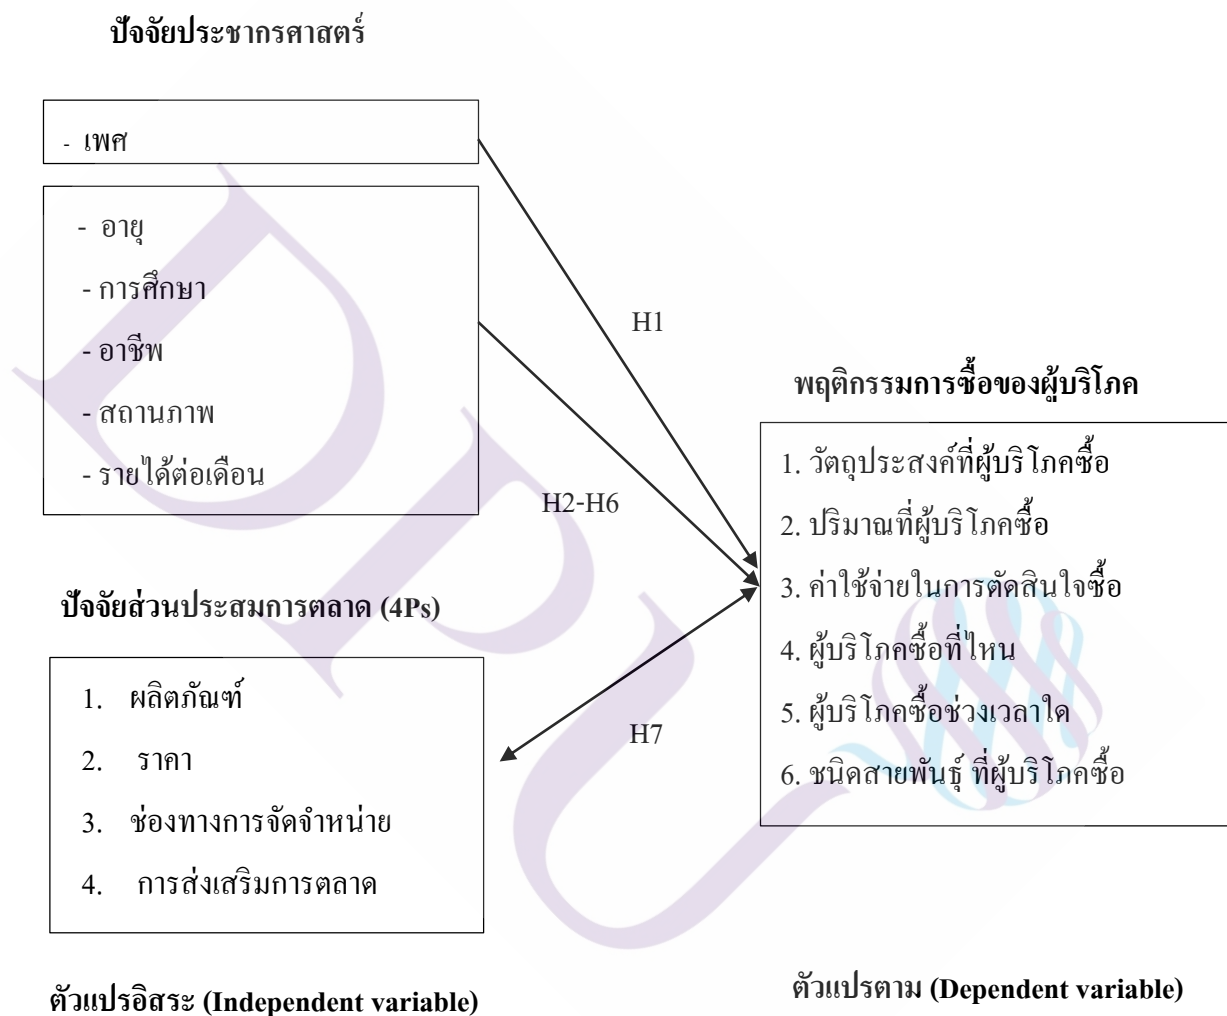 ปัจจัยประชากรศาสตร์
- เพศ
- อายุ
- การศึกษา
- อาชีพ
- สถานภาพ
- รายได้ต่อเดือน
H1
H2-H6
ปัจจัยส่วนประสมการตลาด (4Ps)
1. ผลิตภัณฑ์
2. ราคา
3. ช่องทางการจัดจำหน่าย
4. การส่งเสริมการตลาด
H7
ตัวแปรอิสระ (Independent variable)
พฤติกรรมการซื้อของผู้บริโภค
1. วัตถุประสงค์ที่ผู้บริโภคซื้อ
2. ปริมาณที่ผู้บริโภคซื้อ
3. ค่าใช้จ่ายในการตัดสินใจซื้อ
4. ผู้บริโภคซื้อที่ไหน
5. ผู้บริโภคซื้อช่วงเวลาใด
6. ชนิดสายพันธุ์ ที่ผู้บริโภคซื้อ
ตัวแปรตาม (Dependent variable)
DPU